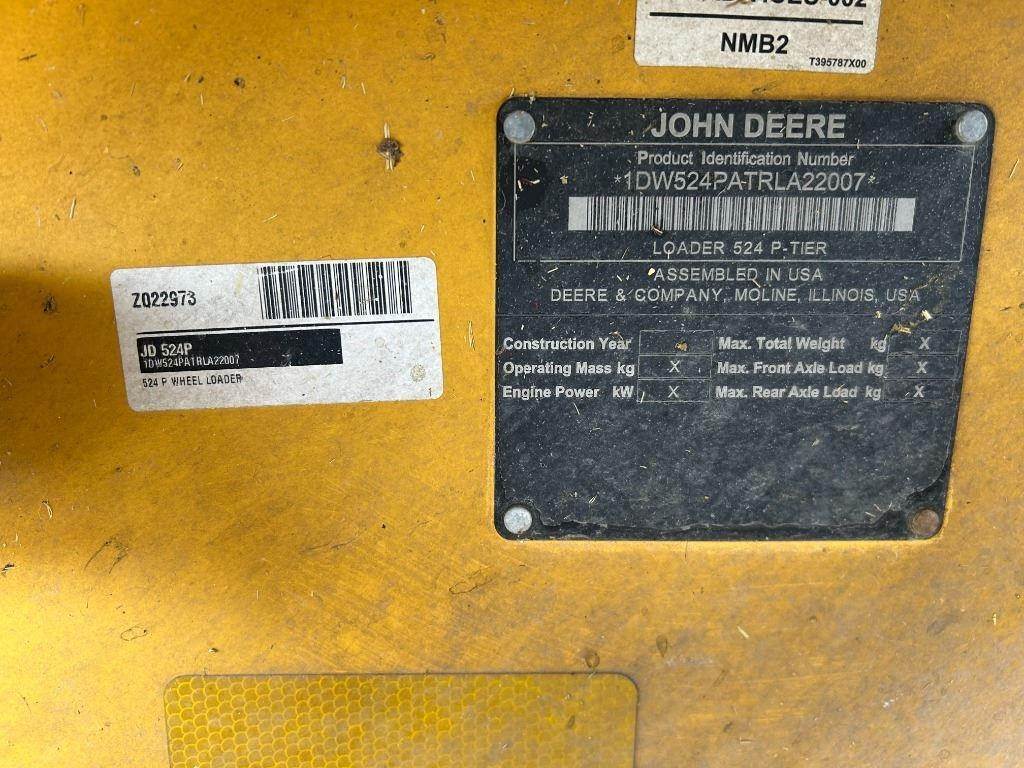 NMB2
T395787X00
JOHN DEERE
Product Identification Number
*1DW524PATRLA22007*
LOADER 524 P-TIER
ASSEMBLED IN USA
DEERE & COMPANY, MOLINE, ILLINOIS, USA
Construction Year Max. Total Weight kg X
Operating Mass kg X Max. Front Axle Load kg X
Engine Power kW X Max. Rear Axle Load kg X
Z022973
JD 524P
1DW524PATRLA22007
524 P WHEEL LOADER